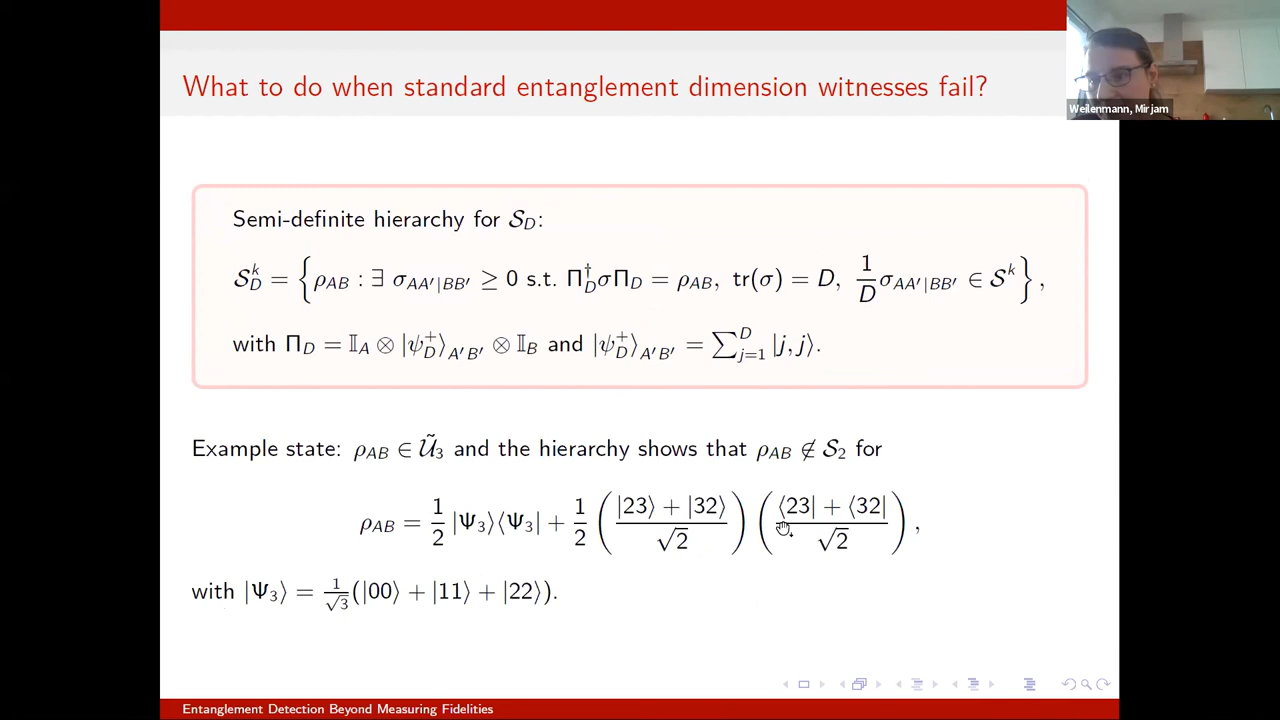 What to do when standard entanglement dimension witnesses fail?
Weilenmann, Mirjam
Semi-definite hierarchy for 𝒮_D:
𝒮_D^k = { ρ_AB : ∃ σ_AA′|BB′ ≥ 0 s.t. Π_D^† σ Π_D = ρ_AB, tr(σ) = D, 1/D σ_AA′|BB′ ∈ 𝒮^k } ,
with Π_D = 𝕀_A ⊗ |ψ_D^+⟩_A′B′ ⊗ 𝕀_B and |ψ_D^+⟩_A′B′ = ∑_{j=1}^D |j, j⟩.
Example state: ρ_AB ∈ 𝒰̃_3 and the hierarchy shows that ρ_AB ∉ 𝒮_2 for
ρ_AB = 1/2 |Ψ_3⟩⟨Ψ_3| + 1/2 ( (|23⟩ + |32⟩)/√2 ) ( (⟨23| + ⟨32|)/√2 ) ,
with |Ψ_3⟩ = 1/√3 (|00⟩ + |11⟩ + |22⟩).
Entanglement Detection Beyond Measuring Fidelities